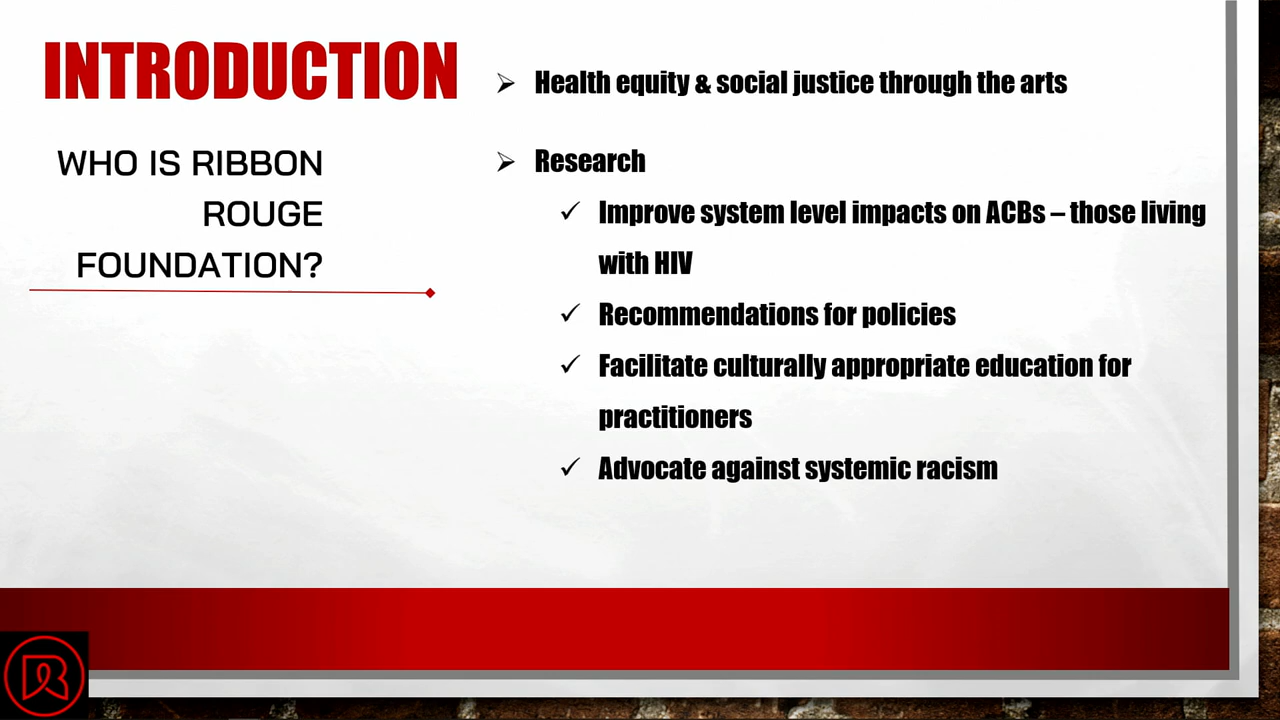 INTRODUCTION
WHO IS RIBBON
ROUGE
FOUNDATION?
Health equity & social justice through the arts
Research
Improve system level impacts on ACBs – those living
with HIV
Recommendations for policies
Facilitate culturally appropriate education for
practitioners
Advocate against systemic racism